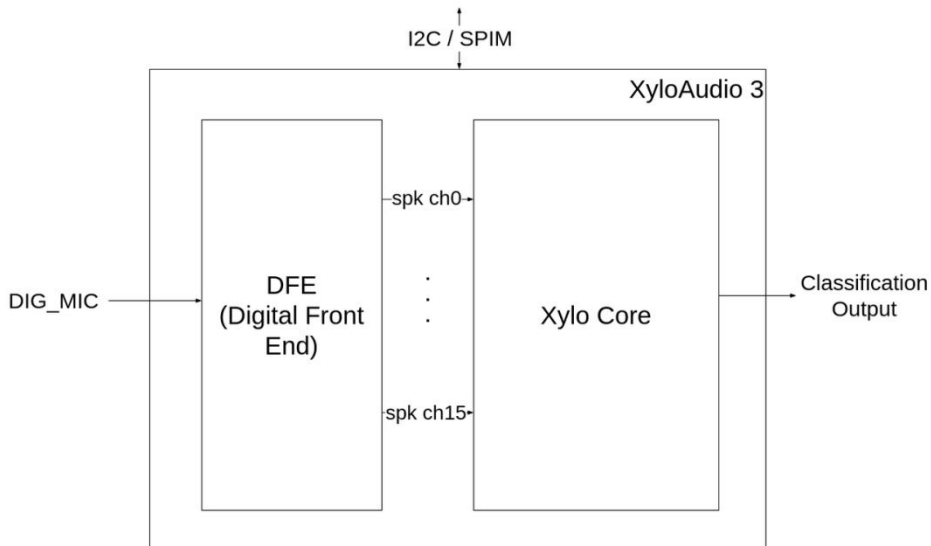 I2C / SPIM
XyloAudio 3
spk ch0
DIG_MIC
DFE
(Digital Front
End)
Xylo Core
Classification
Output
spk ch15